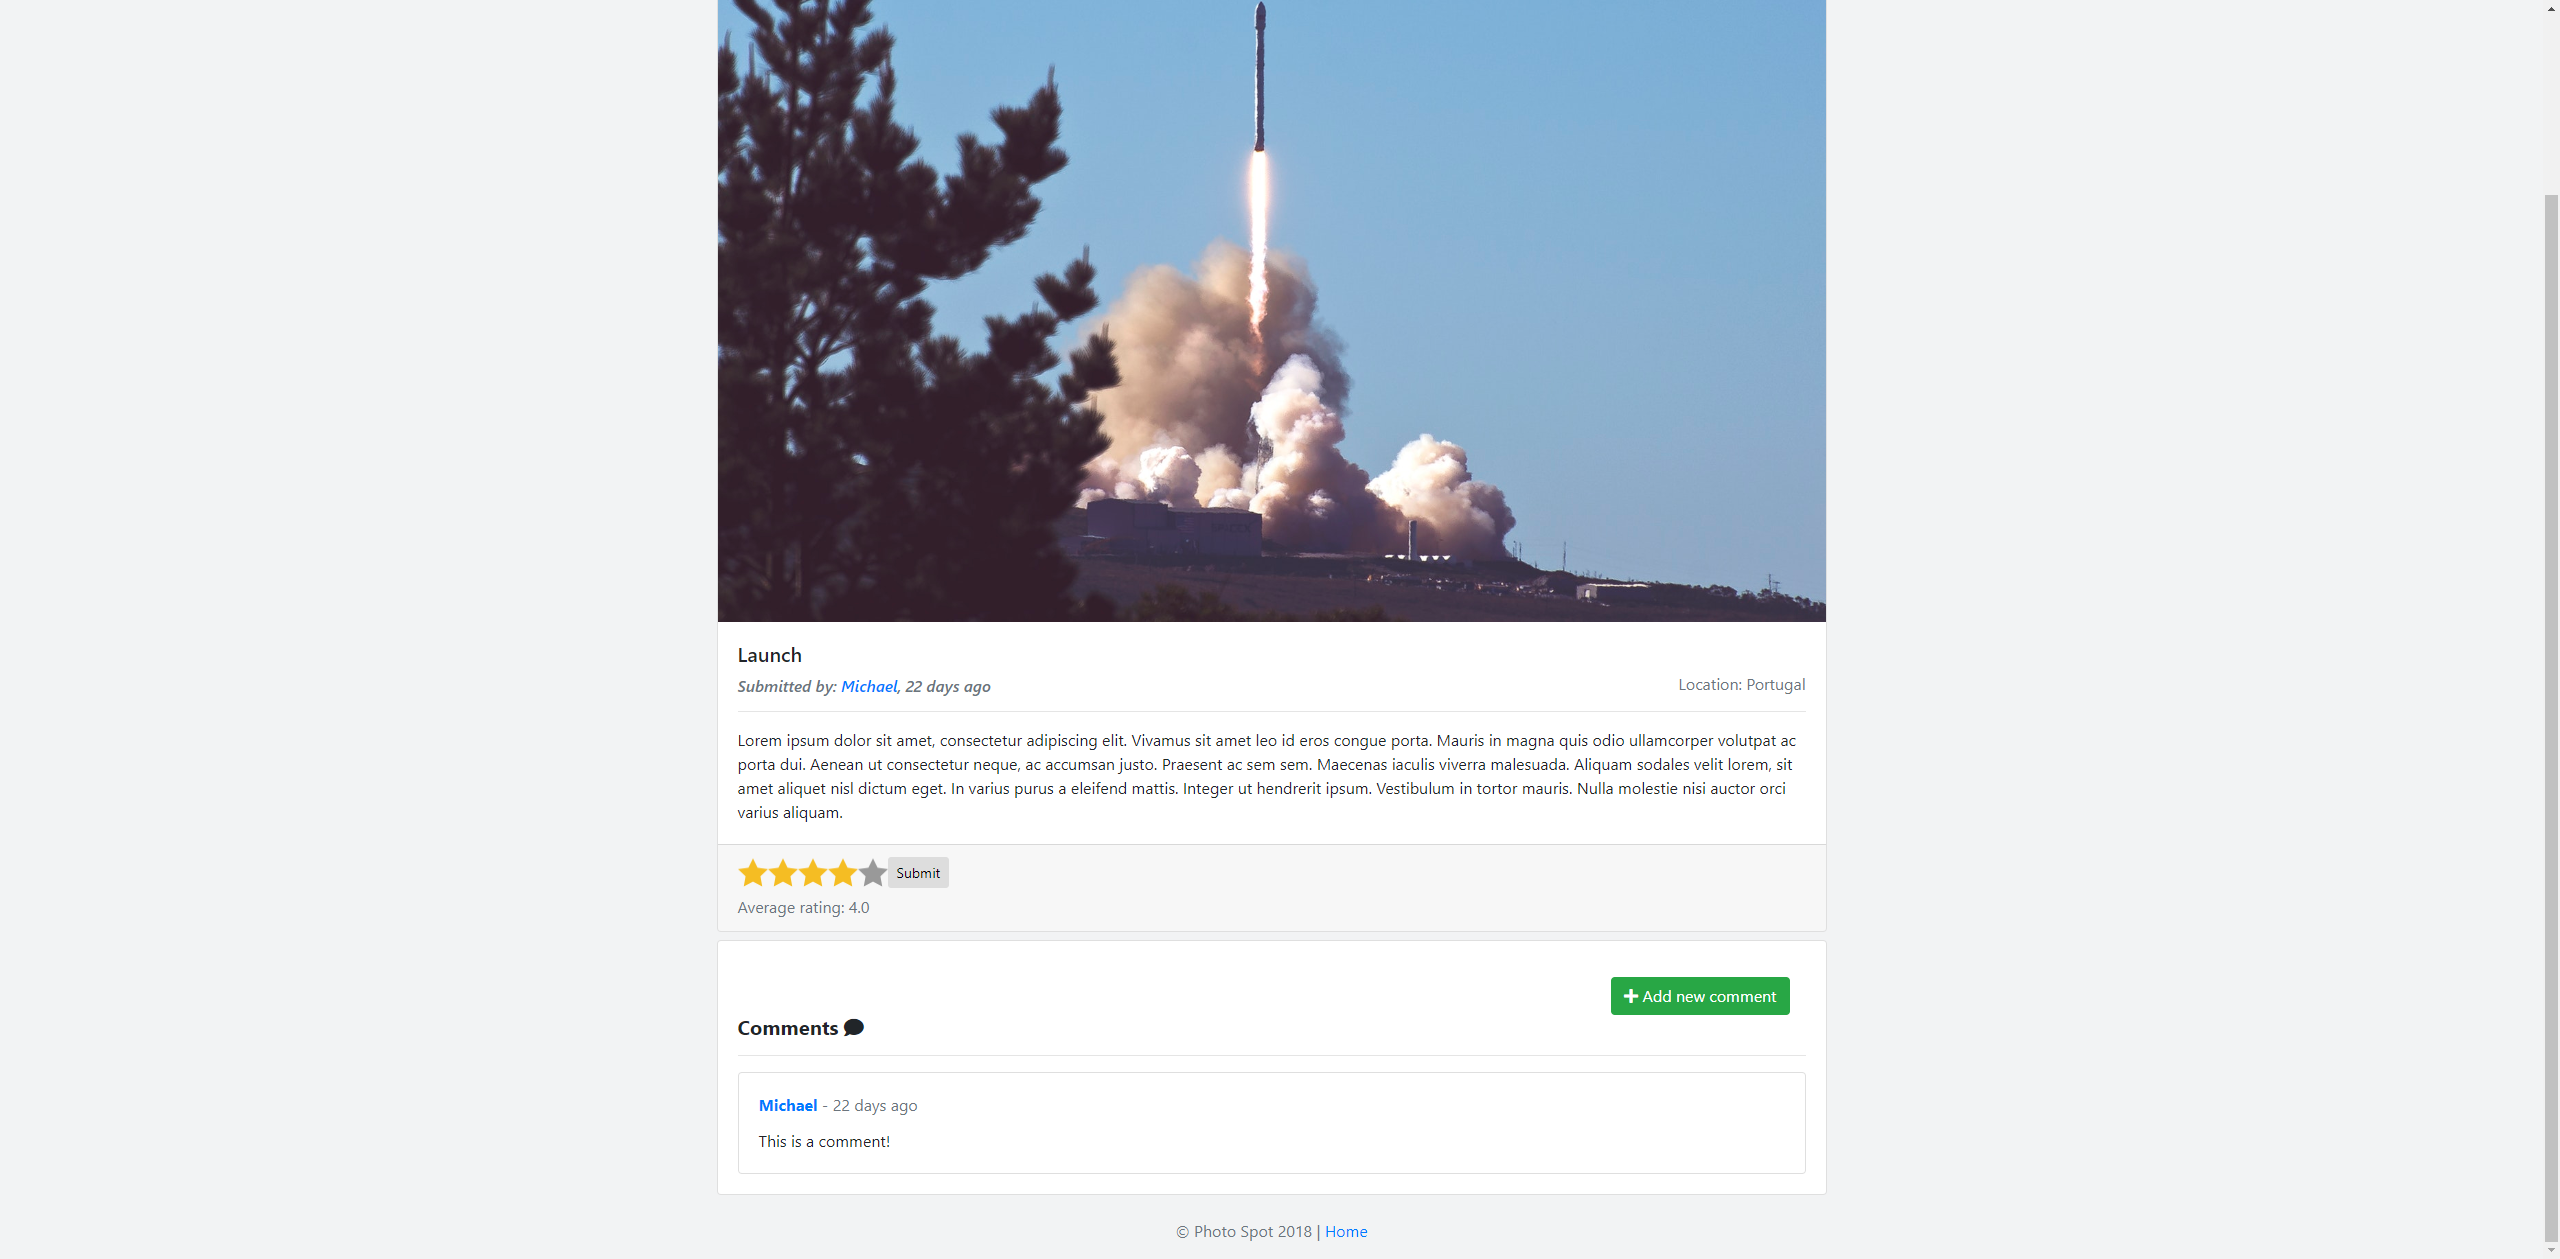 Launch
Submitted by: Michael, 22 days ago
Location: Portugal
Lorem ipsum dolor sit amet, consectetur adipiscing elit. Vivamus sit amet leo id eros congue porta. Mauris in magna quis odio ullamcorper volutpat ac
porta dui. Aenean ut consectetur neque, ac accumsan justo. Praesent ac sem sem. Maecenas iaculis viverra malesuada. Aliquam sodales velit lorem, sit
amet aliquet nisl dictum eget. In varius purus a eleifend mattis. Integer ut hendrerit ipsum. Vestibulum in tortor mauris. Nulla molestie nisi auctor orci
varius aliquam.
Submit
Average rating: 4.0
Add new comment
Comments
Michael - 22 days ago
This is a comment!
© Photo Spot 2018 | Home